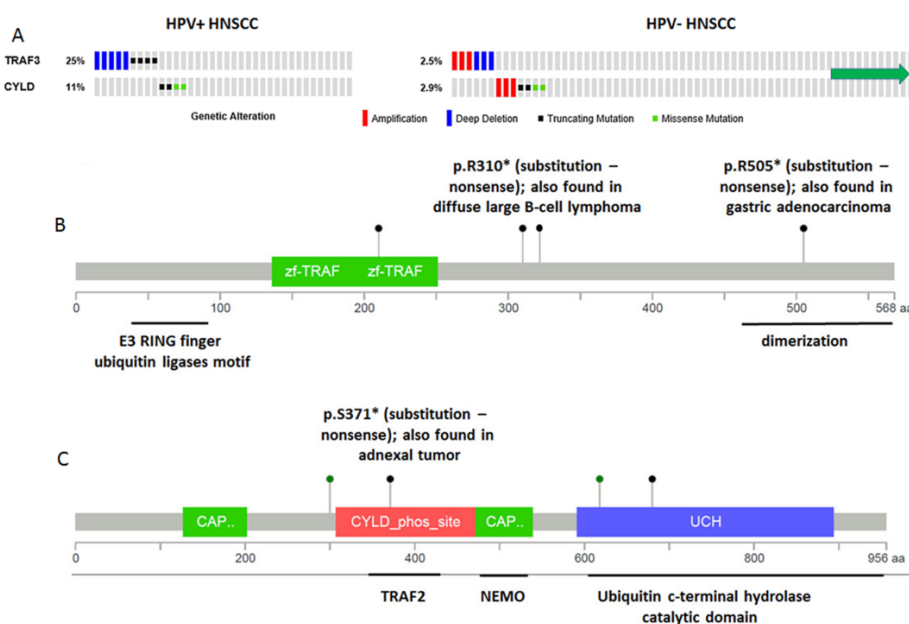 A
HPV+ HNSCC
HPV- HNSCC
TRAF3 25% 2.5%
CYLD 11% 2.9%
Genetic Alteration Amplification Deep Deletion Truncating Mutation Missense Mutation
B
p.R310* (substitution –
nonsense); also found in
diffuse large B-cell lymphoma
p.R505* (substitution –
nonsense); also found in
gastric adenocarcinoma
zf-TRAF zf-TRAF
0 100 200 300 400 500 568 aa
E3 RING finger
ubiquitin ligases motif
dimerization
p.S371* (substitution –
nonsense); also found in
adnexal tumor
C
CAP.. CYLD_phos_site CAP.. UCH
0 200 400 600 800 956 aa
TRAF2 NEMO Ubiquitin c-terminal hydrolase
catalytic domain